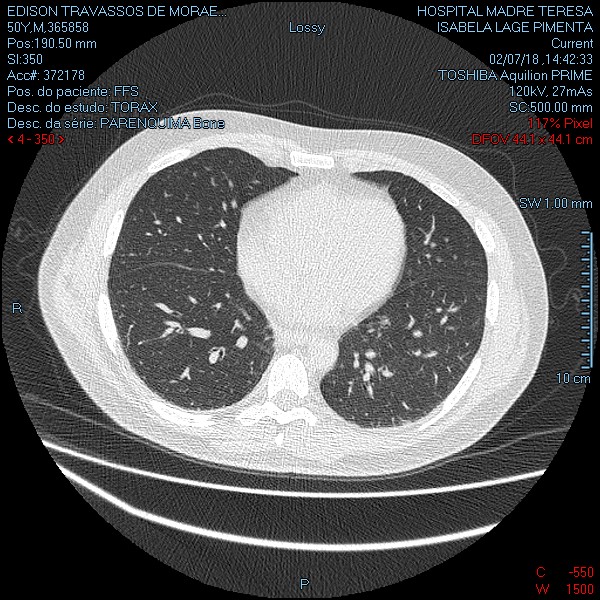 EDISON TRAVASSOS DE MORAE...
50Y,M,365858
Pos:190.50 mm
SI:350
Acc#: 372178
Pos. do paciente: FFS
Desc. do estudo: TORAX
Desc. da série: PARENQUIMA Bone
< 4 - 350 >
Lossy
HOSPITAL MADRE TERESA
ISABELA LAGE PIMENTA
Current
02/07/18 ,14:42:33
TOSHIBA Aquilion PRIME
120kV, 27mAs
SC:500.00 mm
117% Pixel
DFOV 44.1 x 44.1 cm
SW 1.00 mm
R
10 cm
P
C -550
W 1500